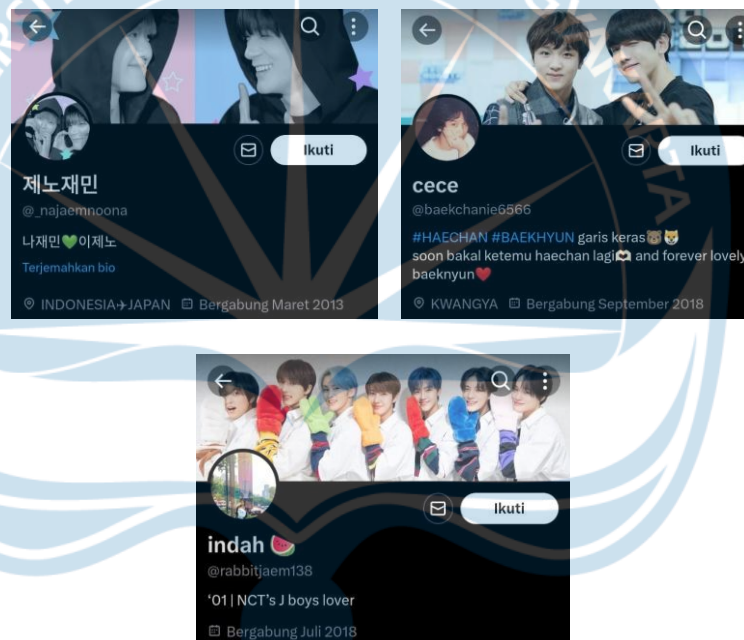 Ikuti
제노재민
@_najaemnoona
나재민💚이제노
Terjemahkan bio
INDONESIA✈JAPAN Bergabung Maret 2013
Ikuti
cece
@baekchanie6566
#HAECHAN #BAEKHYUN garis keras🐻🐯
soon bakal ketemu haechan lagi🫶 and forever lovely
baeknyun❤️
KWANGYA Bergabung September 2018
Ikuti
indah 🍉
@rabbitjaem138
‘01 | NCT’s J boys lover
Bergabung Juli 2018